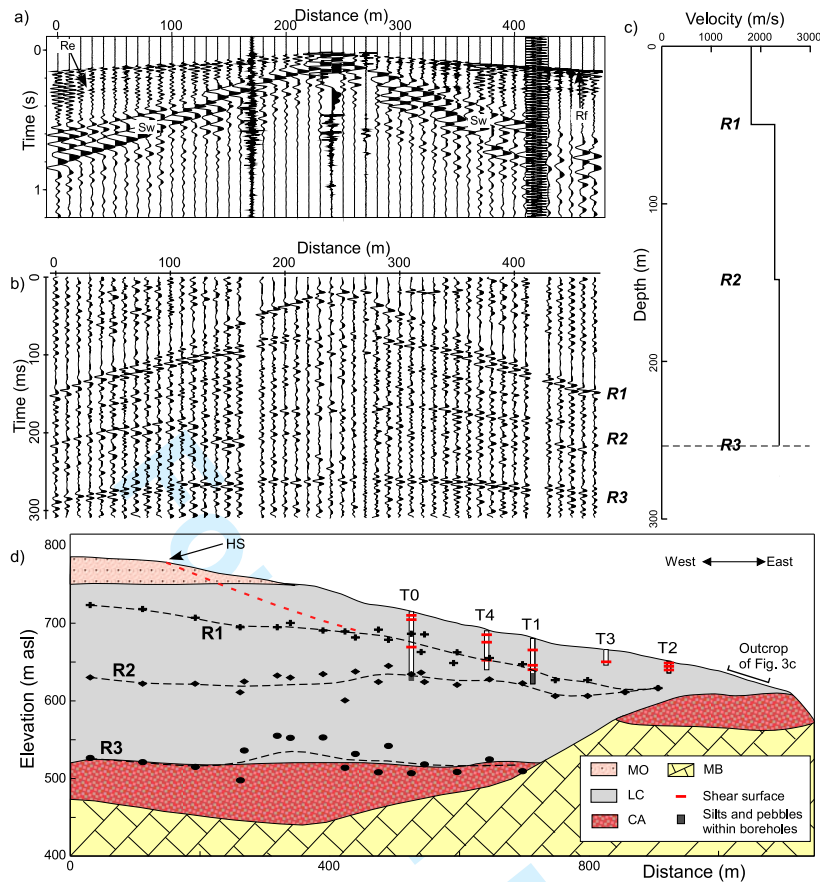 a)
Distance (m)
0 100 200 300 400
Time (s)
0
1
Re
Sw
Sw
Rf
c)
Velocity (m/s)
0 1000 2000 3000
Depth (m)
0
100
200
300
R1
R2
R3
b)
Distance (m)
0 100 200 300 400
Time (ms)
0
100
200
300
R1
R2
R3
d)
Elevation (m asl)
800
700
600
500
400
HS
West East
T0
T4
T1
T3
T2
Outcrop
of Fig. 3c
R1
R2
R3
MO
MB
LC
Shear surface
CA
Silts and pebbles
within boreholes
0 400 800 Distance (m)